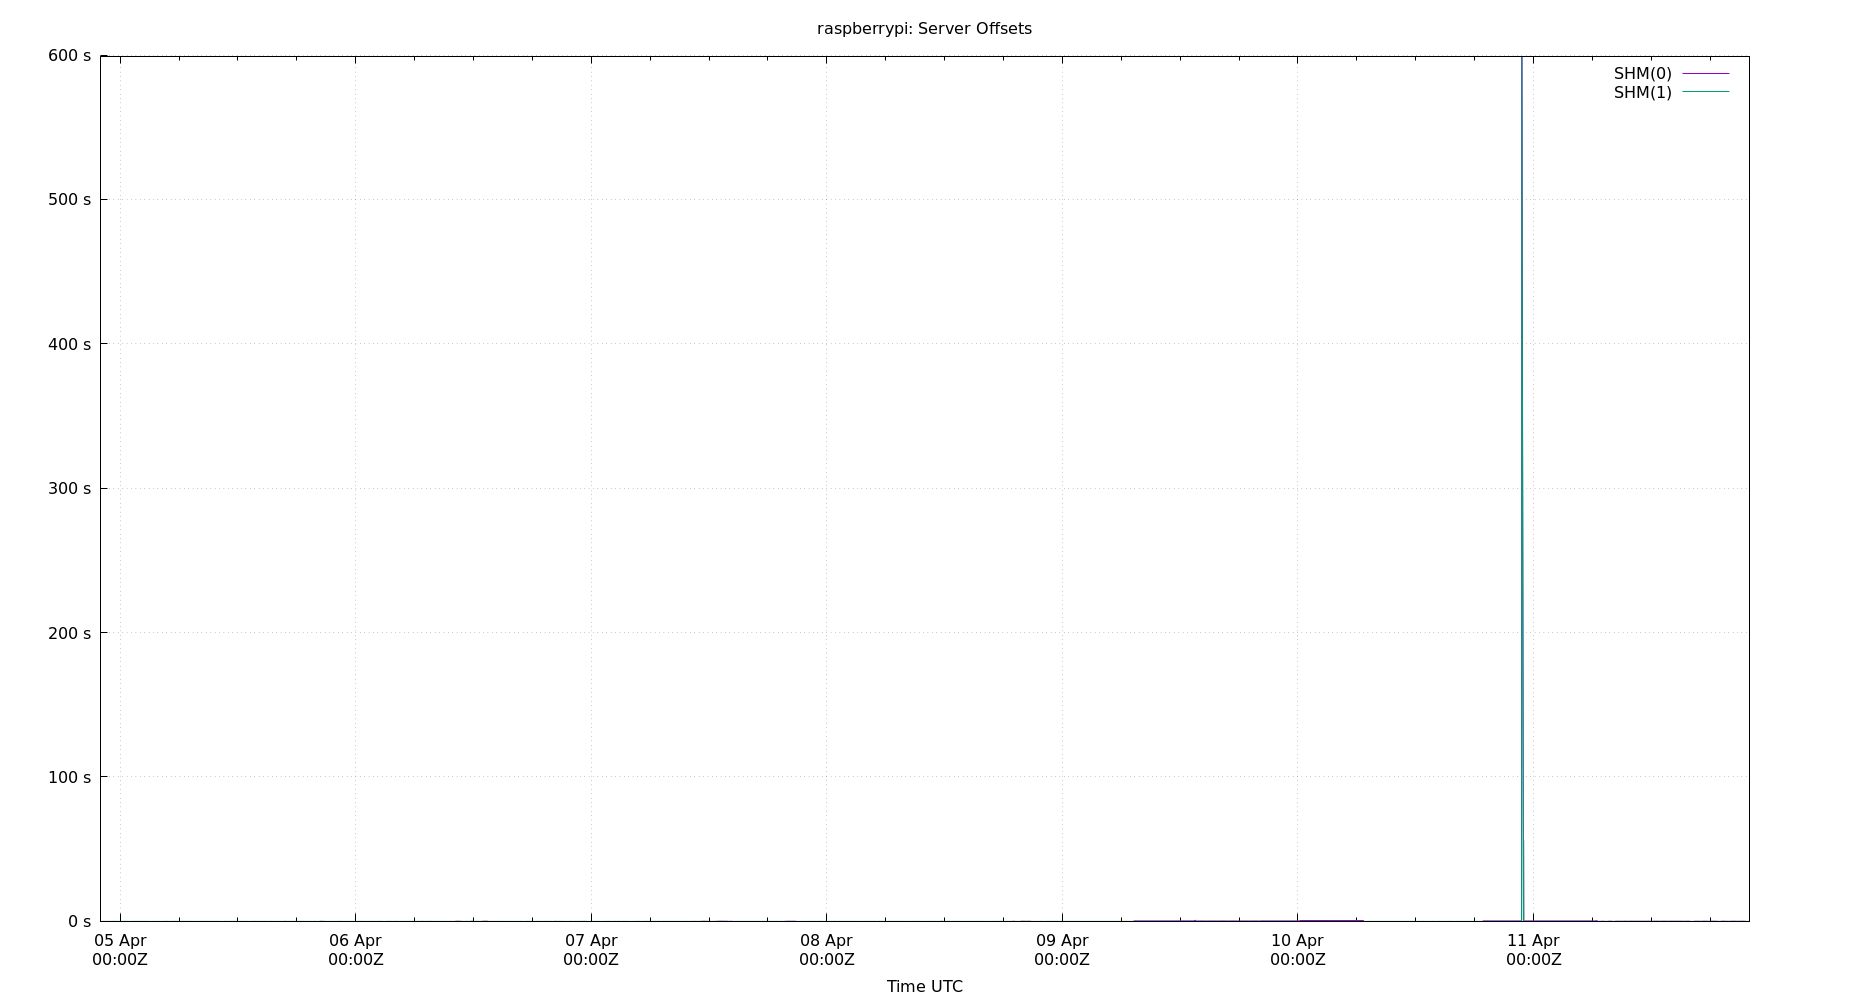 raspberrypi: Server Offsets
600 s
SHM(0)
SHM(1)
500 s
400 s
300 s
200 s
100 s
0 s
05 Apr 06 Apr 07 Apr 08 Apr 09 Apr 10 Apr 11 Apr
00:00Z 00:00Z 00:00Z 00:00Z 00:00Z 00:00Z 00:00Z
Time UTC